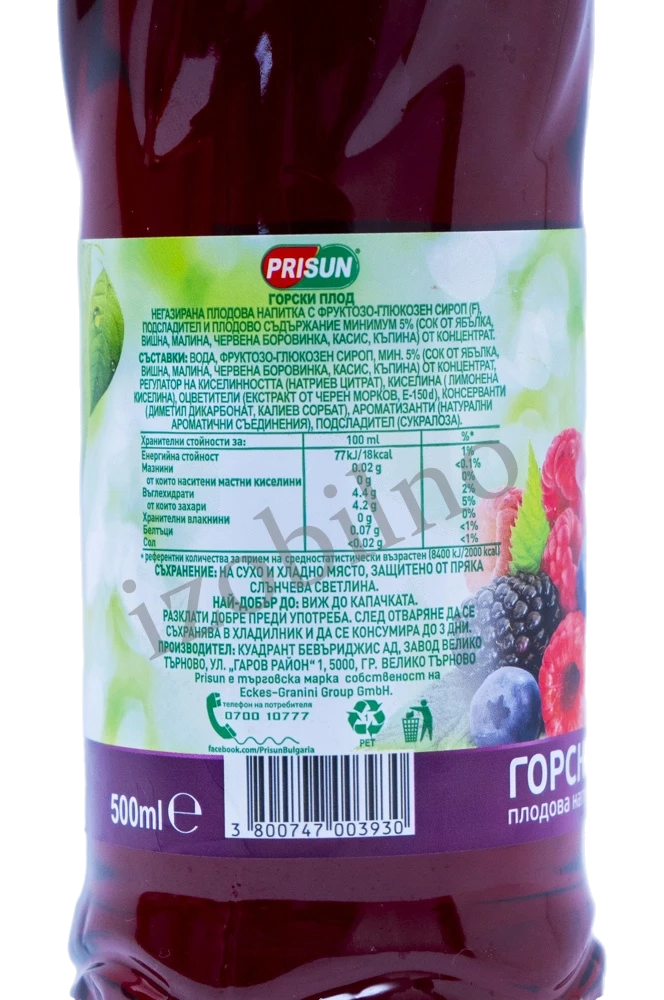 PRISUN®
ГОРСКИ ПЛОД
НЕГАЗИРАНА ПЛОДОВА НАПИТКА С ФРУКТОЗО-ГЛЮКОЗЕН СИРОП (F),
ПОДСЛАДИТЕЛ И ПЛОДОВО СЪДЪРЖАНИЕ МИНИМУМ 5% (СОК ОТ ЯБЪЛКА,
ВИШНА, МАЛИНА, ЧЕРВЕНА БОРОВИНКА, КАСИС, КЪПИНА) ОТ КОНЦЕНТРАТ.
СЪСТАВКИ: ВОДА, ФРУКТОЗО-ГЛЮКОЗЕН СИРОП, МИН. 5% (СОК ОТ ЯБЪЛКА,
ВИШНА, МАЛИНА, ЧЕРВЕНА БОРОВИНКА, КАСИС, КЪПИНА) ОТ КОНЦЕНТРАТ,
РЕГУЛАТОР НА КИСЕЛИННОСТТА (НАТРИЕВ ЦИТРАТ), КИСЕЛИНА ( ЛИМОНЕНА
КИСЕЛИНА), ОЦВЕТИТЕЛИ (ЕКСТРАКТ ОТ ЧЕРЕН МОРКОВ, Е-150d), КОНСЕРВАНТИ
(ДИМЕТИЛ ДИКАРБОНАТ, КАЛИЕВ СОРБАТ), АРОМАТИЗАНТИ (НАТУРАЛНИ
АРОМАТИЧНИ СЪЕДИНЕНИЯ), ПОДСЛАДИТЕЛ (СУКРАЛОЗА).
Хранителни стойности за: 100 ml %*
Енергийна стойност 77kJ/18kcal 1%
Мазнини 0.02 g <0.1%
от които наситени мастни киселини 0 g 0%
Въглехидрати 4.4 g 2%
от които захари 4.2 g 5%
Хранителни влакнини 0 g 0%
Белтъци 0.07 g <1%
Сол <0.02 g <1%
* референтни количества за прием на средностатистически възрастен (8400 kJ/2000 kcal)
СЪХРАНЕНИЕ: НА СУХО И ХЛАДНО МЯСТО, ЗАЩИТЕНО ОТ ПРЯКА
СЛЪНЧЕВА СВЕТЛИНА.
НАЙ-ДОБЪР ДО: ВИЖ ДО КАПАЧКАТА.
РАЗКЛАТИ ДОБРЕ ПРЕДИ УПОТРЕБА. СЛЕД ОТВАРЯНЕ ДА СЕ
СЪХРАНЯВА В ХЛАДИЛНИК И ДА СЕ КОНСУМИРА ДО 3 ДНИ.
ПРОИЗВОДИТЕЛ: КУАДРАНТ БЕВЪРИДЖИС АД, ЗАВОД ВЕЛИКО
ТЪРНОВО, УЛ. „ГАРОВ РАЙОН" 1, 5000, ГР. ВЕЛИКО ТЪРНОВО
Prisun е търговска марка собственост на
Eckes-Granini Group GmbH.
телефон на потребителя
0700 10777
facebook.com/PrisunBulgaria
1
PET
500ml e
3 800747 003930
ГОРСК
плодова нап
izobilno